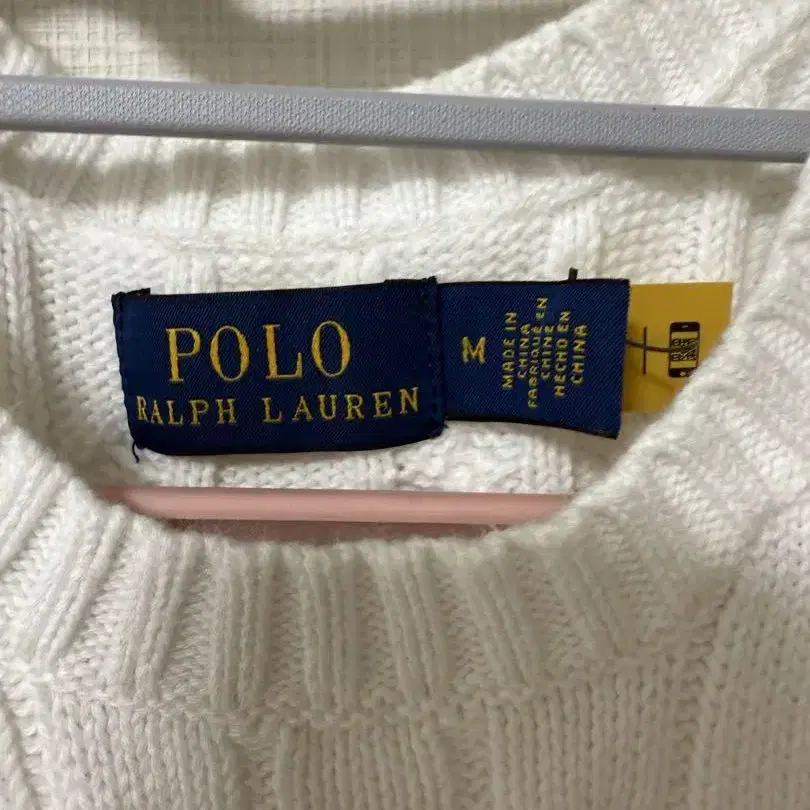 POLO
RALPH LAUREN
M
MADE IN
CHINA
FABRIQUÉ EN
CHINE
HECHO EN
CHINA